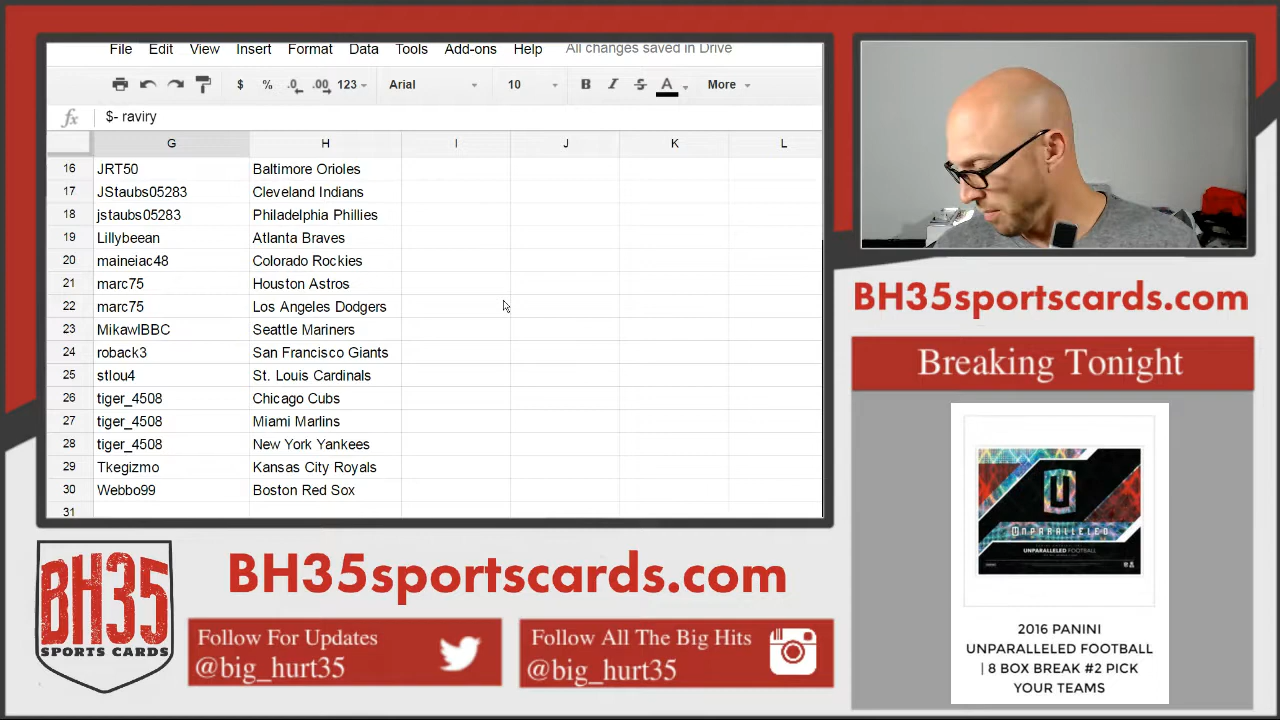 File Edit View Insert Format Data Tools Add-ons Help All changes saved in Drive
$ % .0 .00 123 Arial 10 B I S A More
fx $- raviry
G H I J K L
16 JRT50 Baltimore Orioles
17 JStaubs05283 Cleveland Indians
18 jstaubs05283 Philadelphia Phillies
19 Lillybeean Atlanta Braves
20 maineiac48 Colorado Rockies
21 marc75 Houston Astros
22 marc75 Los Angeles Dodgers
23 MikawlBBC Seattle Mariners
24 roback3 San Francisco Giants
25 stlou4 St. Louis Cardinals
26 tiger_4508 Chicago Cubs
27 tiger_4508 Miami Marlins
28 tiger_4508 New York Yankees
29 Tkegizmo Kansas City Royals
30 Webbo99 Boston Red Sox
31
BH35sportscards.com
Breaking Tonight
UNPARALLELED
UNPARALLELED FOOTBALL
2016 PANINI
UNPARALLELED FOOTBALL
| 8 BOX BREAK #2 PICK
YOUR TEAMS
BH35
SPORTS CARDS
BH35sportscards.com
Follow For Updates
@big_hurt35
Follow All The Big Hits
@big_hurt35